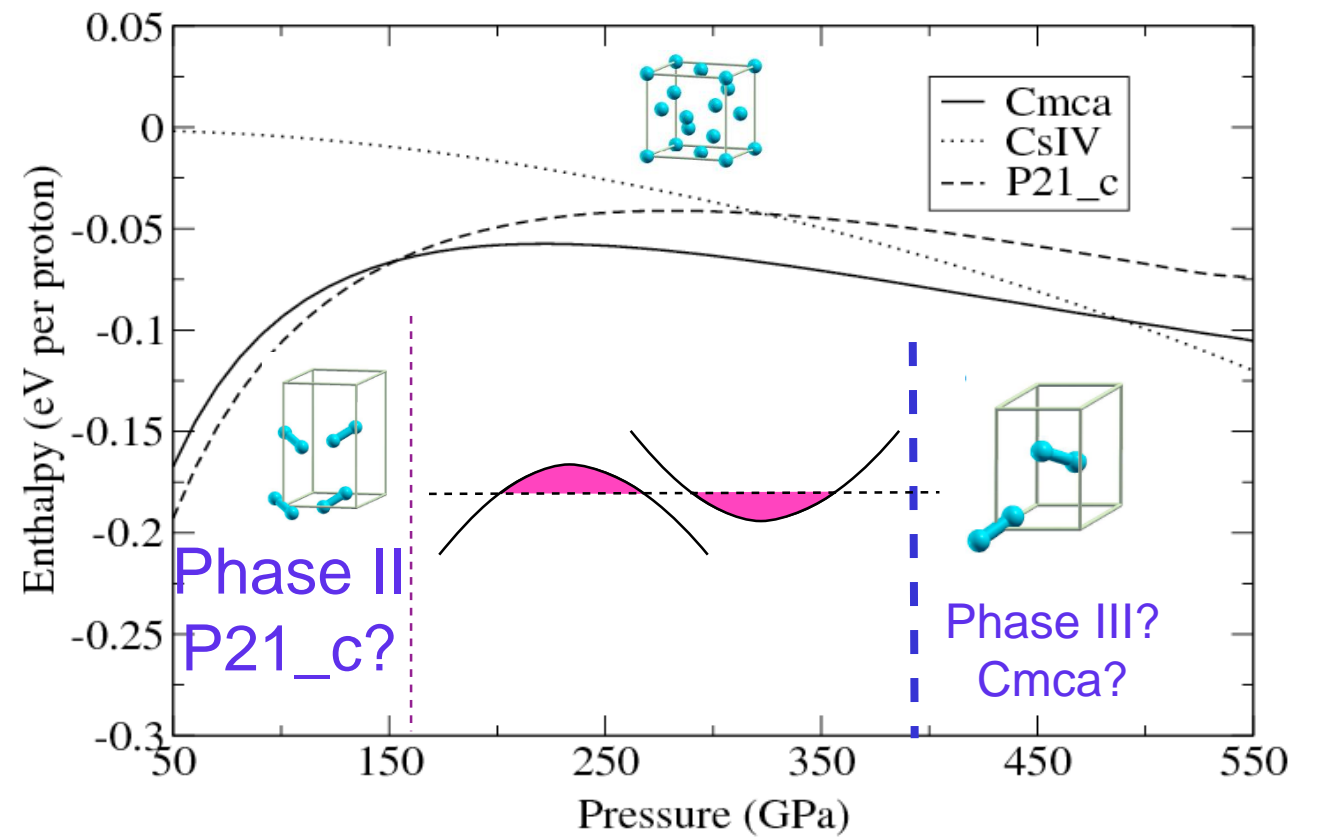 0.05
0
-0.05
-0.1
-0.15
-0.2
-0.25
-0.3
Enthalpy (eV per proton)
Cmca
CsIV
P21_c
Phase II
P21_c?
Phase III?
Cmca?
50 150 250 350 450 550
Pressure (GPa)